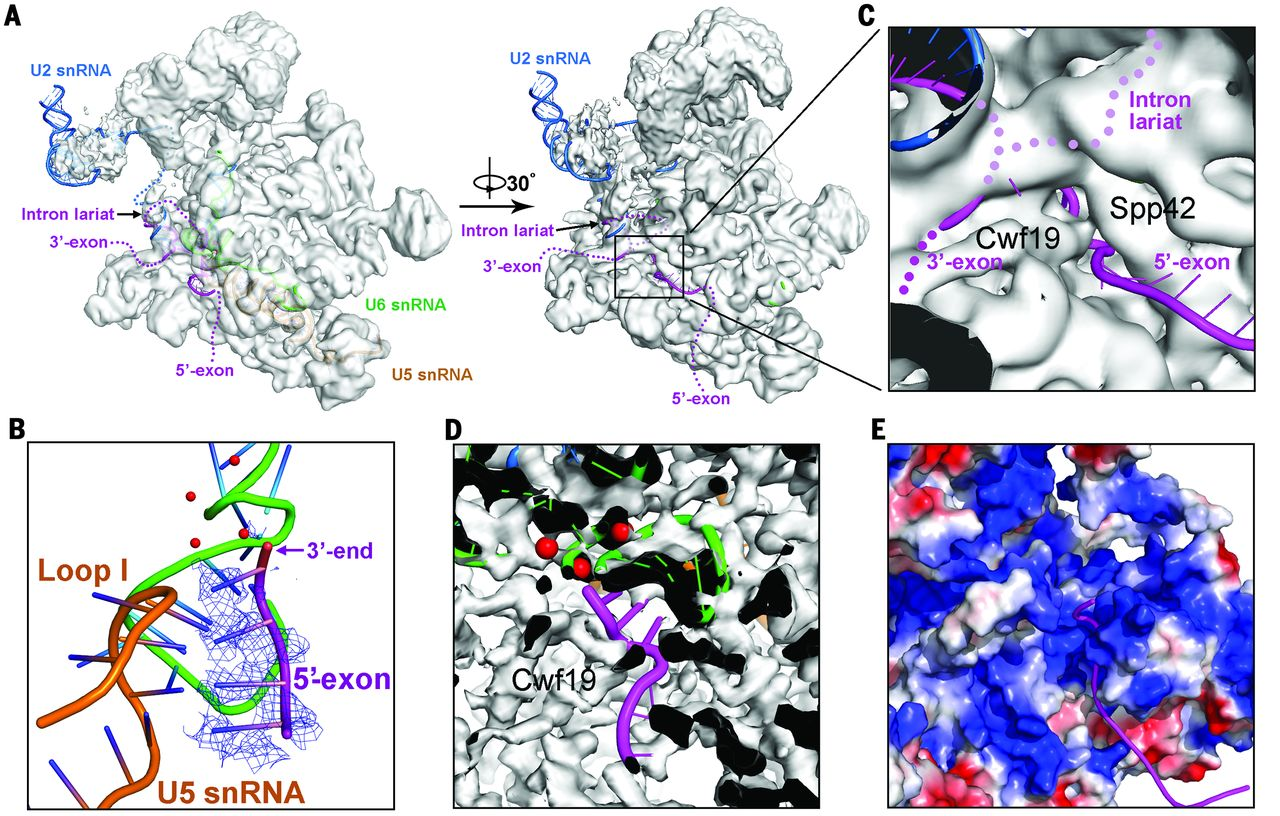 A
U2 snRNA
Intron lariat
3'-exon
5'-exon
U6 snRNA
U5 snRNA
30°
U2 snRNA
Intron lariat
3'-exon
5'-exon
C
Intron
lariat
Spp42
Cwf19
3'-exon
5'-exon
B
Loop I
3'-end
5'-exon
U5 snRNA
D
Cwf19
E